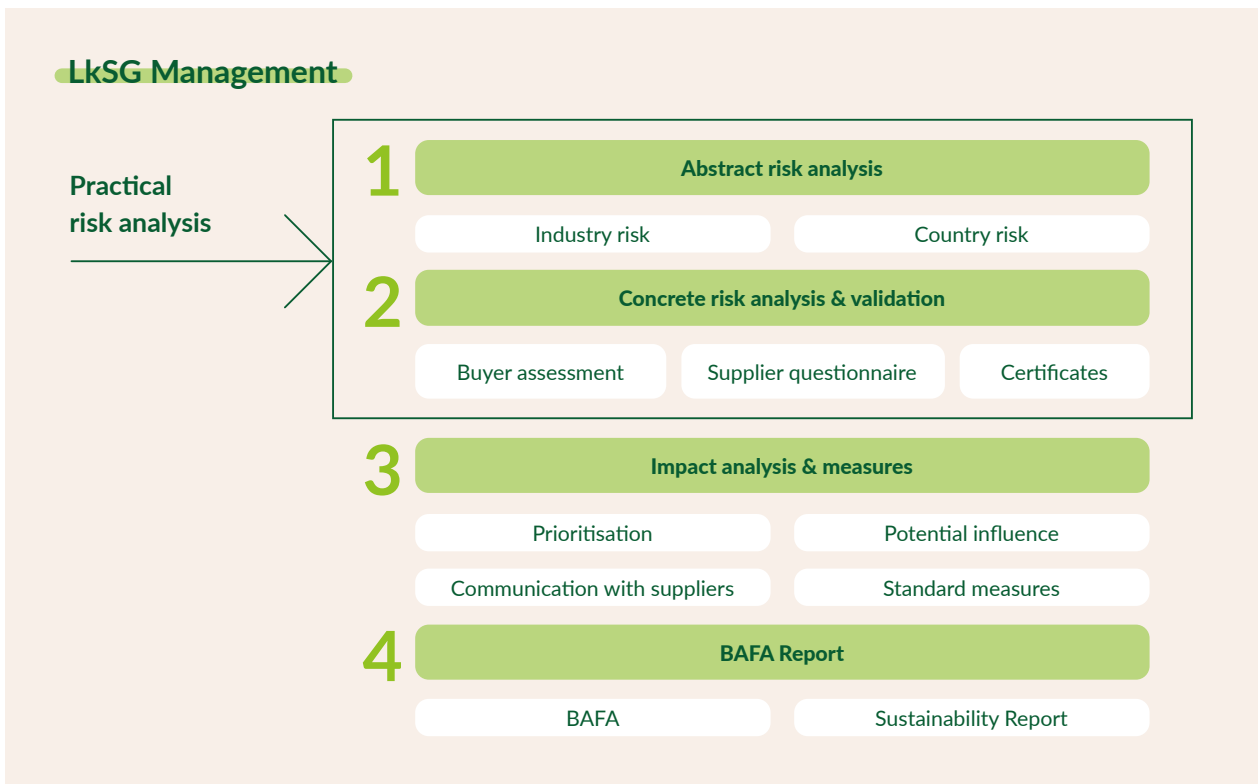 LkSG Management
Practical
risk analysis
1
Abstract risk analysis
Industry risk
Country risk
2
Concrete risk analysis & validation
Buyer assessment
Supplier questionnaire
Certificates
3
Impact analysis & measures
Prioritisation
Potential influence
Communication with suppliers
Standard measures
4
BAFA Report
BAFA
Sustainability Report